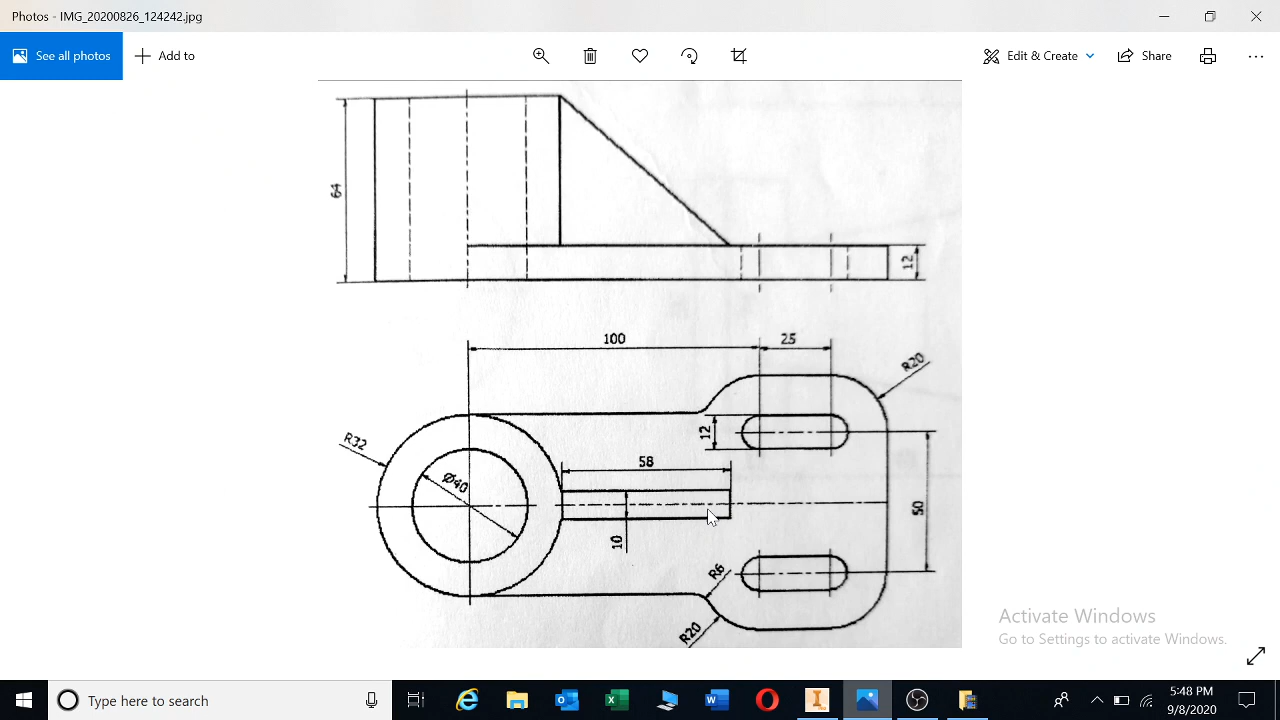 Photos - IMG_20200826_124242.jpg
See all photos
Add to
Edit & Create
Share
64
12
100
25
R20
R32
12
58
Ø40
50
10
R6
R20
Activate Windows
Go to Settings to activate Windows.
Type here to search
5:48 PM
9/8/2020